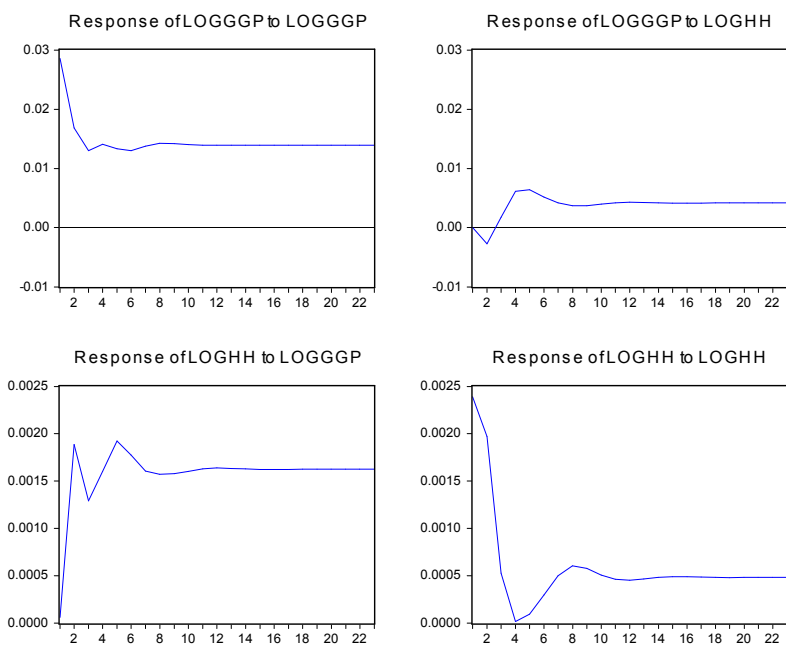 Response of LOGGGP to LOGGGP
Response of LOGGGP to LOGHH
0.03
0.02
0.01
0.00
-0.01
2 4 6 8 10 12 14 16 18 20 22
0.03
0.02
0.01
0.00
-0.01
2 4 6 8 10 12 14 16 18 20 22
Response of LOGHH to LOGGGP
Response of LOGHH to LOGHH
0.0025
0.0020
0.0015
0.0010
0.0005
0.0000
2 4 6 8 10 12 14 16 18 20 22
0.0025
0.0020
0.0015
0.0010
0.0005
0.0000
2 4 6 8 10 12 14 16 18 20 22